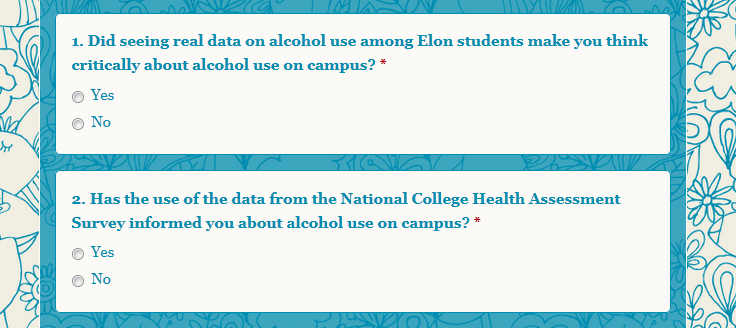 1. Did seeing real data on alcohol use among Elon students make you think
critically about alcohol use on campus? *
Yes
No
2. Has the use of the data from the National College Health Assessment
Survey informed you about alcohol use on campus? *
Yes
No